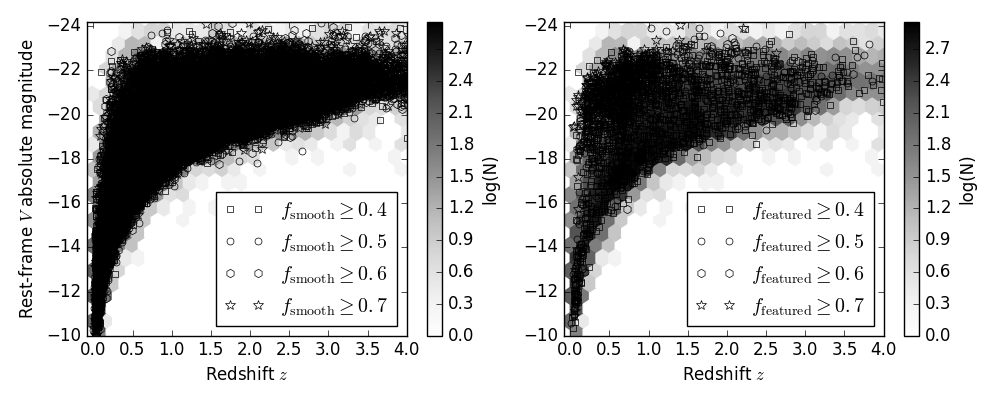 Rest-frame V absolute magnitude
−24
−22
−20
−18
−16
−14
−12
−10
0.0 0.5 1.0 1.5 2.0 2.5 3.0 3.5 4.0
Redshift z
f_smooth ≥ 0.4
f_smooth ≥ 0.5
f_smooth ≥ 0.6
f_smooth ≥ 0.7
2.7
2.4
2.1
1.8
1.5
1.2
0.9
0.6
0.3
0.0
log(N)
−24
−22
−20
−18
−16
−14
−12
−10
0.0 0.5 1.0 1.5 2.0 2.5 3.0 3.5 4.0
Redshift z
f_featured ≥ 0.4
f_featured ≥ 0.5
f_featured ≥ 0.6
f_featured ≥ 0.7
2.7
2.4
2.1
1.8
1.5
1.2
0.9
0.6
0.3
0.0
log(N)